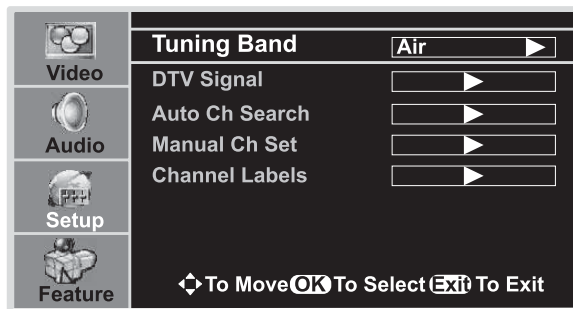 Video
Audio
Setup
Feature
Tuning Band Air
DTV Signal
Auto Ch Search
Manual Ch Set
Channel Labels
To Move OK To Select Exit To Exit